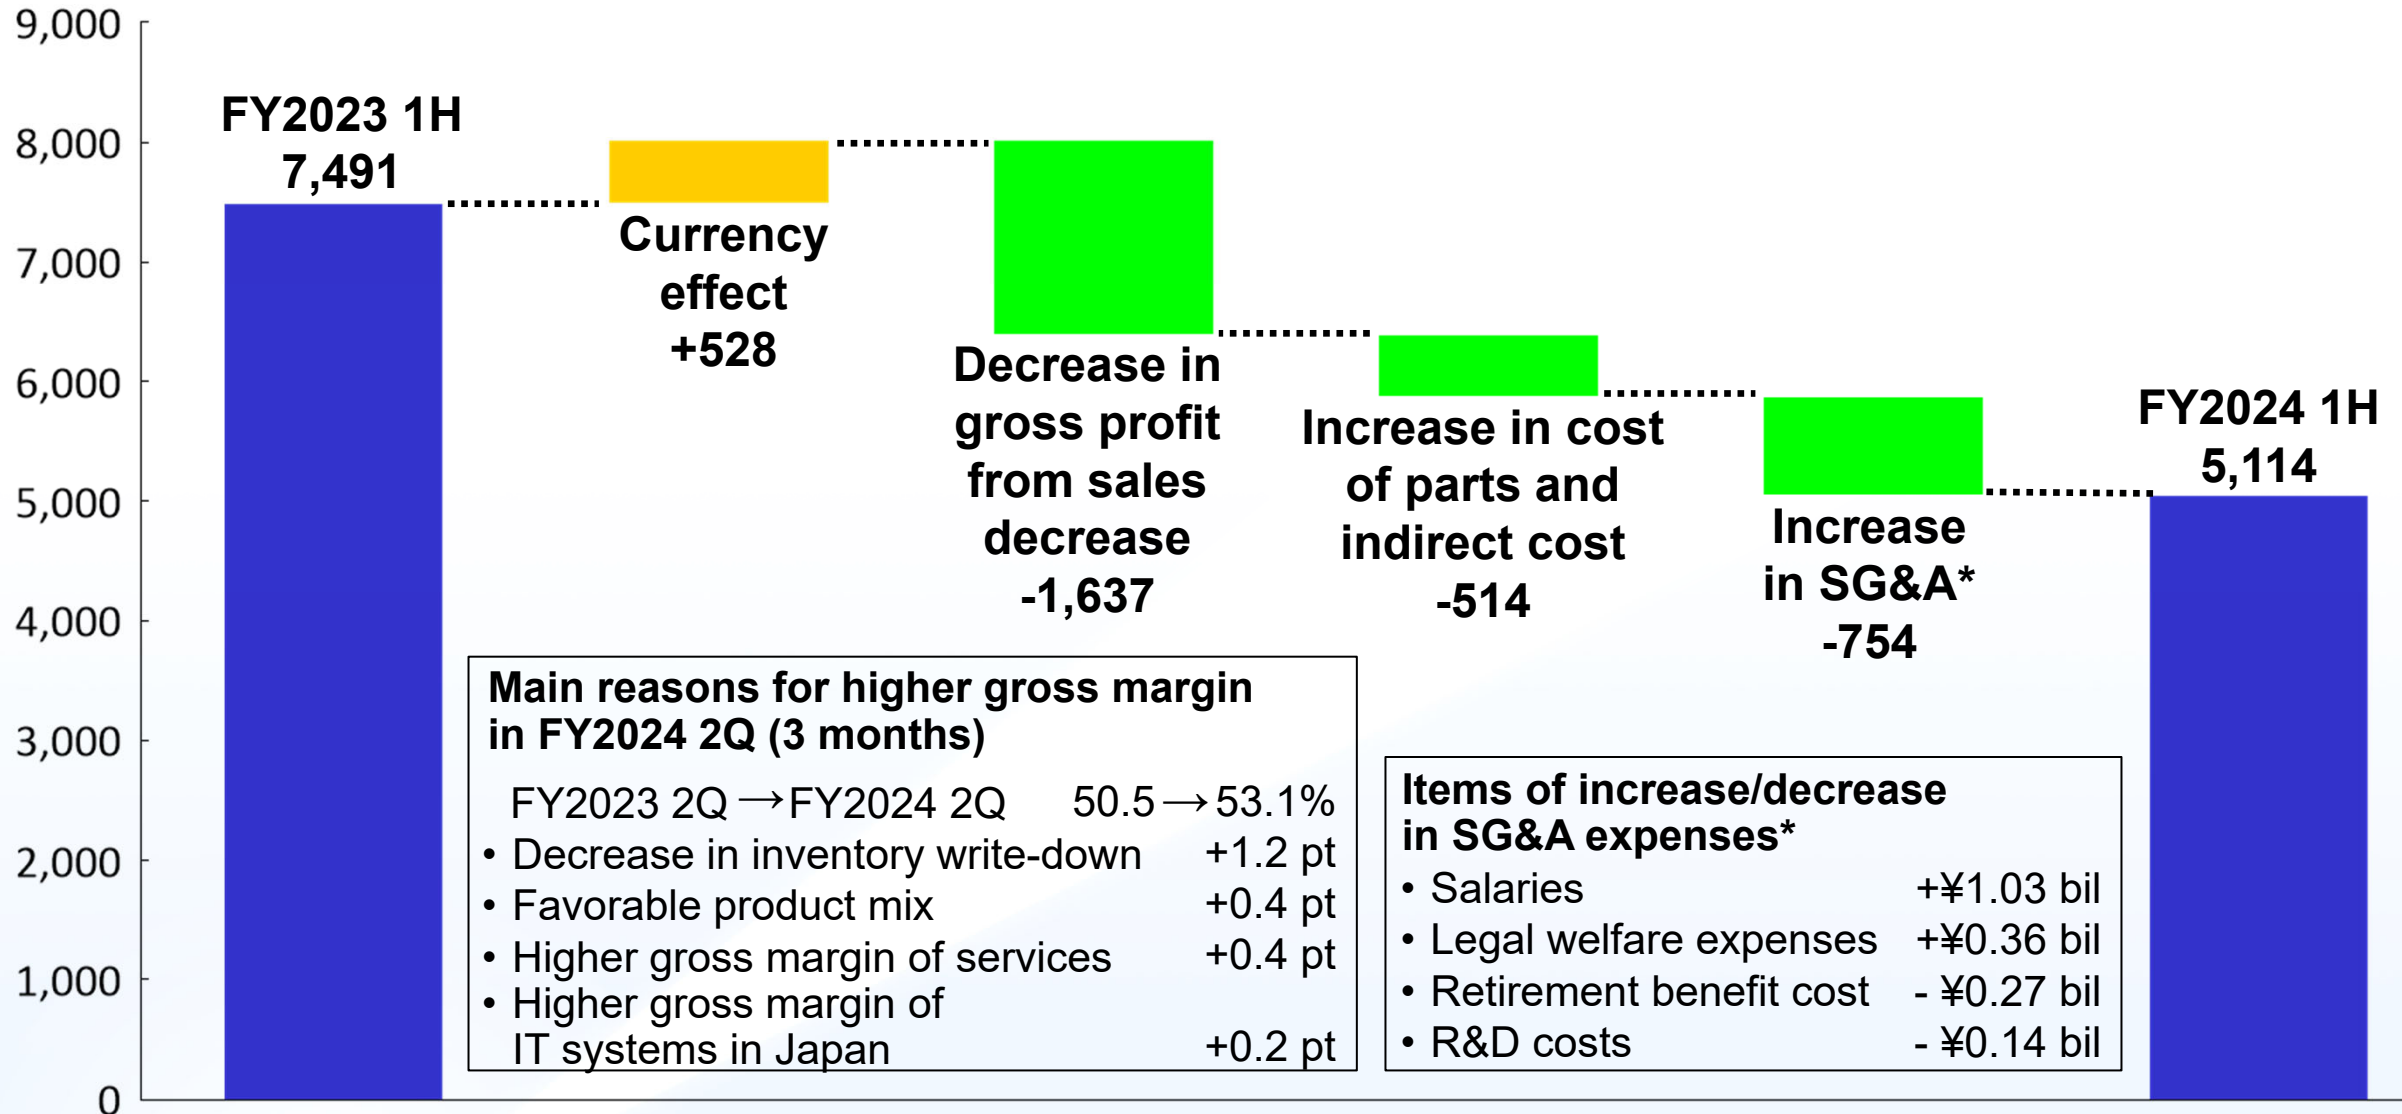 9,000
8,000
7,000
6,000
5,000
4,000
3,000
2,000
1,000
0
FY2023 1H
7,491
Currency
effect
+528
Decrease in
gross profit
from sales
decrease
-1,637
Increase in cost
of parts and
indirect cost
-514
Increase
in SG&A*
-754
FY2024 1H
5,114
Main reasons for higher gross margin
in FY2024 2Q (3 months)
FY2023 2Q → FY2024 2Q 50.5 → 53.1%
• Decrease in inventory write-down +1.2 pt
• Favorable product mix +0.4 pt
• Higher gross margin of services +0.4 pt
• Higher gross margin of
IT systems in Japan +0.2 pt
Items of increase/decrease
in SG&A expenses*
• Salaries +¥1.03 bil
• Legal welfare expenses +¥0.36 bil
• Retirement benefit cost - ¥0.27 bil
• R&D costs - ¥0.14 bil